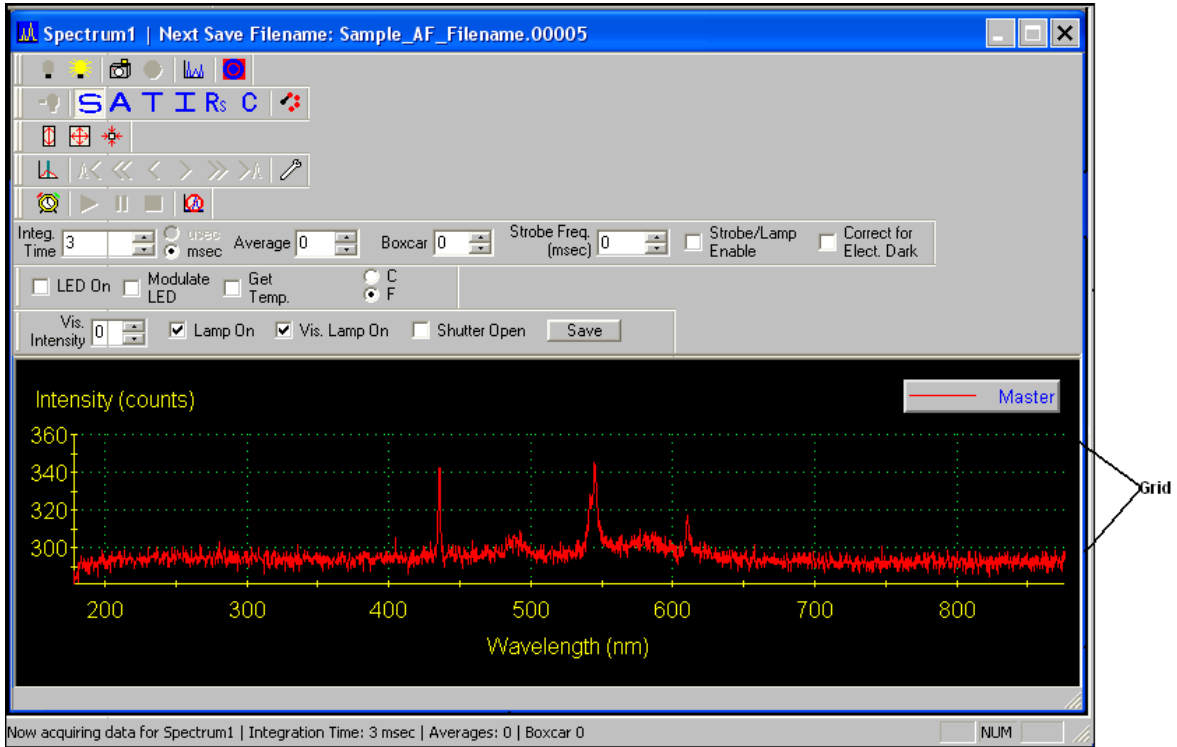 Spectrum1 | Next Save Filename: Sample_AF_Filename.00005
S A T I Rs C
Integ. Time 3 usec msec Average 0 Boxcar 0 Strobe Freq. (msec) 0 Strobe/Lamp Enable Correct for Elect. Dark
LED On Modulate LED Get Temp. C F
Vis. Intensity 0 Lamp On Vis. Lamp On Shutter Open Save
Intensity (counts)
Master
360
340
320
300
200 300 400 500 600 700 800
Wavelength (nm)
Grid
Now acquiring data for Spectrum1 | Integration Time: 3 msec | Averages: 0 | Boxcar 0
NUM